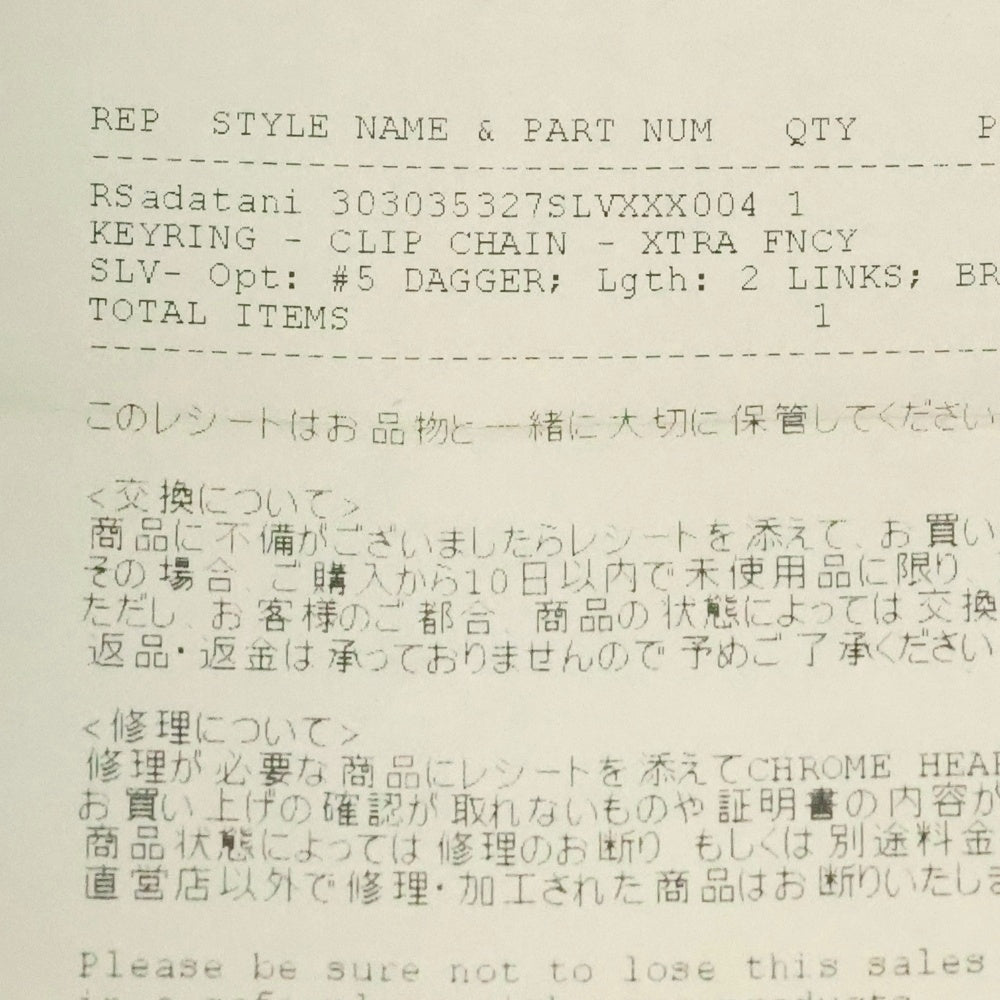 REP STYLE NAME & PART NUM QTY P
RSadatani 303035327SLVXXX004 1
KEYRING - CLIP CHAIN - XTRA FNCY
SLV- Opt: #5 DAGGER; Lgth: 2 LINKS; BR
TOTAL ITEMS 1
このレシートはお品物と一緒に大切に保管してください
<交換について>
商品に不備がございましたらレシートを添えて、お買い
その場合、ご購入から10日以内で未使用品に限り、
ただし、お客様のご都合、商品の状態によっては交換
返品・返金は承っておりませんので予めご了承ください
<修理について>
修理が必要な商品にレシートを添えてCHROME HEAR
お買い上げの確認が取れないものや証明書の内容が
商品状態によっては修理のお断り、もしくは別途料金
直営店以外で修理・加工された商品はお断りいたしま
Please be sure not to lose this sales